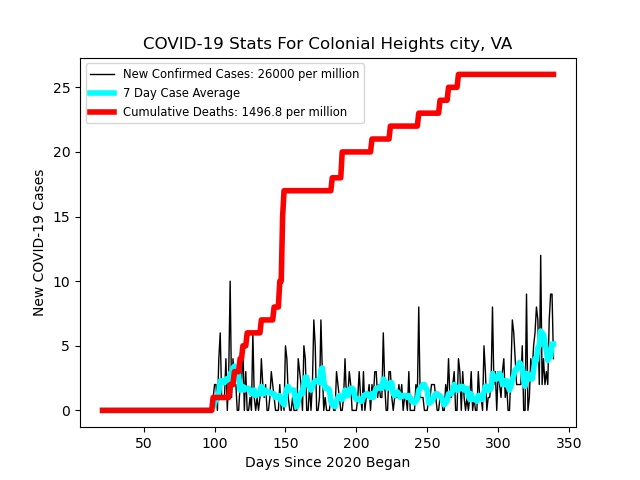 COVID-19 Stats For Colonial Heights city, VA
New Confirmed Cases: 26000 per million
7 Day Case Average
Cumulative Deaths: 1496.8 per million
New COVID-19 Cases
25
20
15
10
5
0
50 100 150 200 250 300 350
Days Since 2020 Began